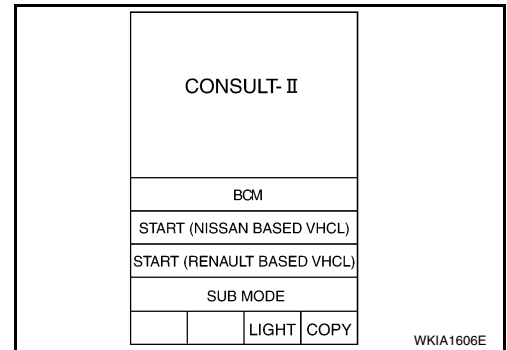 CONSULT-II
BCM
START (NISSAN BASED VHCL)
START (RENAULT BASED VHCL)
SUB MODE
LIGHT COPY
WKIA1606E